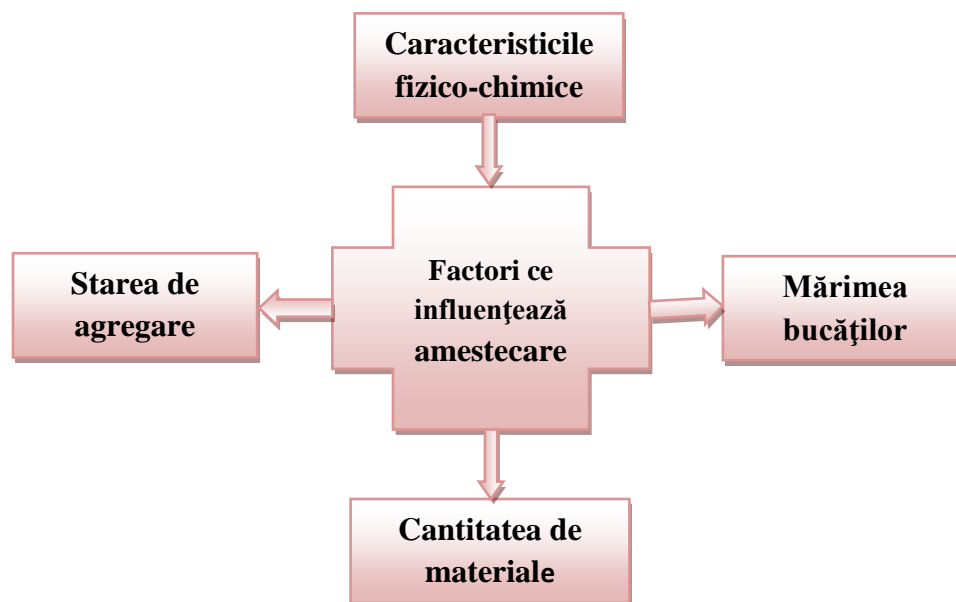 Caracteristicile
fizico-chimice
Starea de
agregare
Factori ce
influenţează
amestecare
Mărimea
bucăţilor
Cantitatea de
materiale